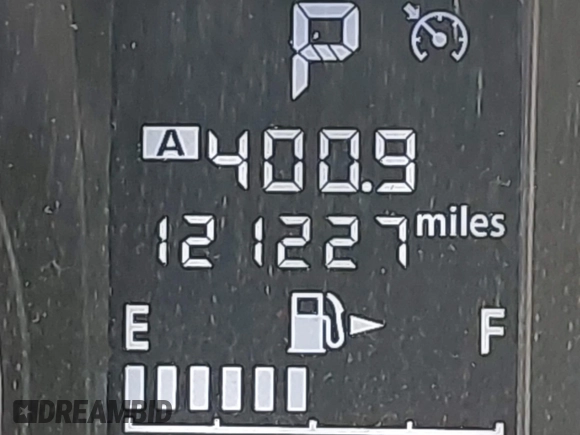 P
A 400.9
121227 miles
E F
DREAMBID